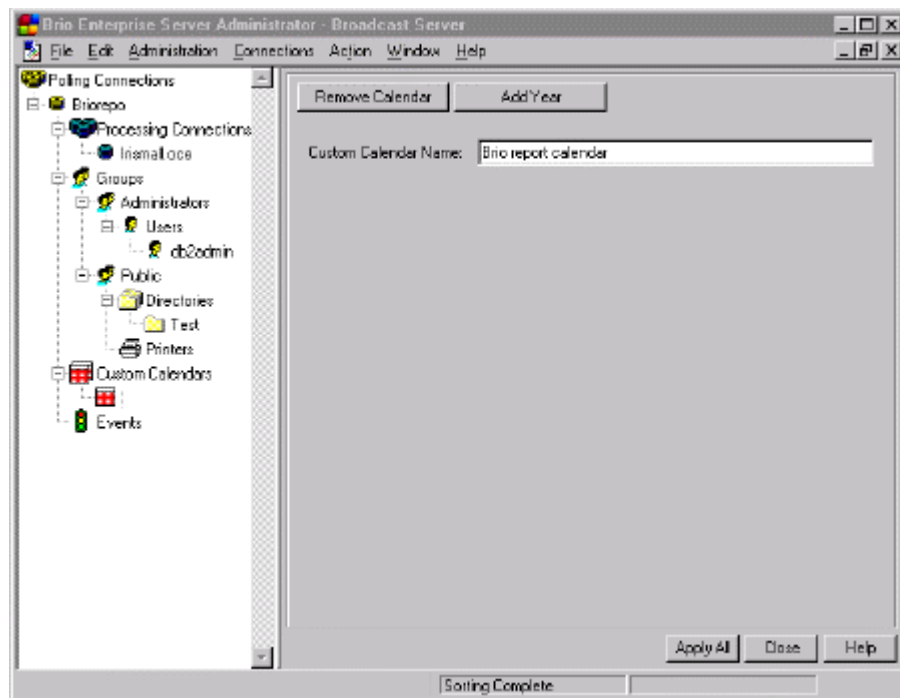 Brio Enterprise Server Administrator - Broadcast Server
File Edit Administration Connections Action Window Help
Polling Connections
Briorepo
Processing Connections
Irismall.oce
Groups
Administrators
Users
db2admin
Public
Directories
Test
Printers
Custom Calendars
Events
Remove Calendar
Add Year
Custom Calendar Name:
Brio report calendar
Apply All
Close
Help
Sorting Complete